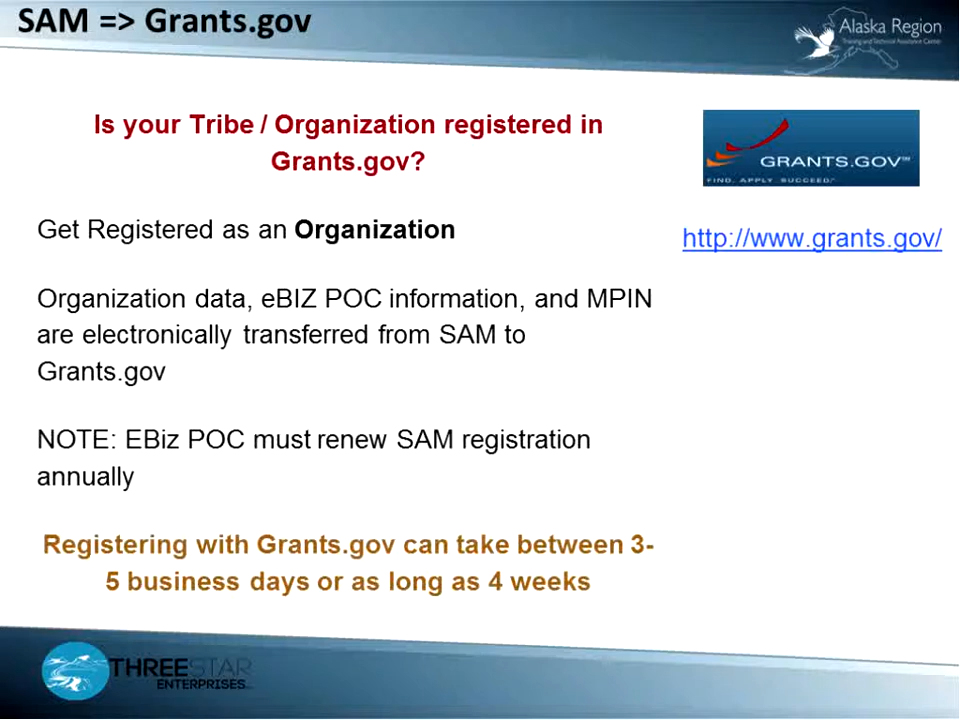 SAM => Grants.gov
Alaska Region
Training and Technical Assistance Center
Is your Tribe / Organization registered in
Grants.gov?
GRANTS.GOV™
FIND. APPLY. SUCCEED.™
Get Registered as an Organization
http://www.grants.gov/
Organization data, eBIZ POC information, and MPIN
are electronically transferred from SAM to
Grants.gov
NOTE: EBiz POC must renew SAM registration
annually
Registering with Grants.gov can take between 3-
5 business days or as long as 4 weeks
THREESTAR
ENTERPRISES